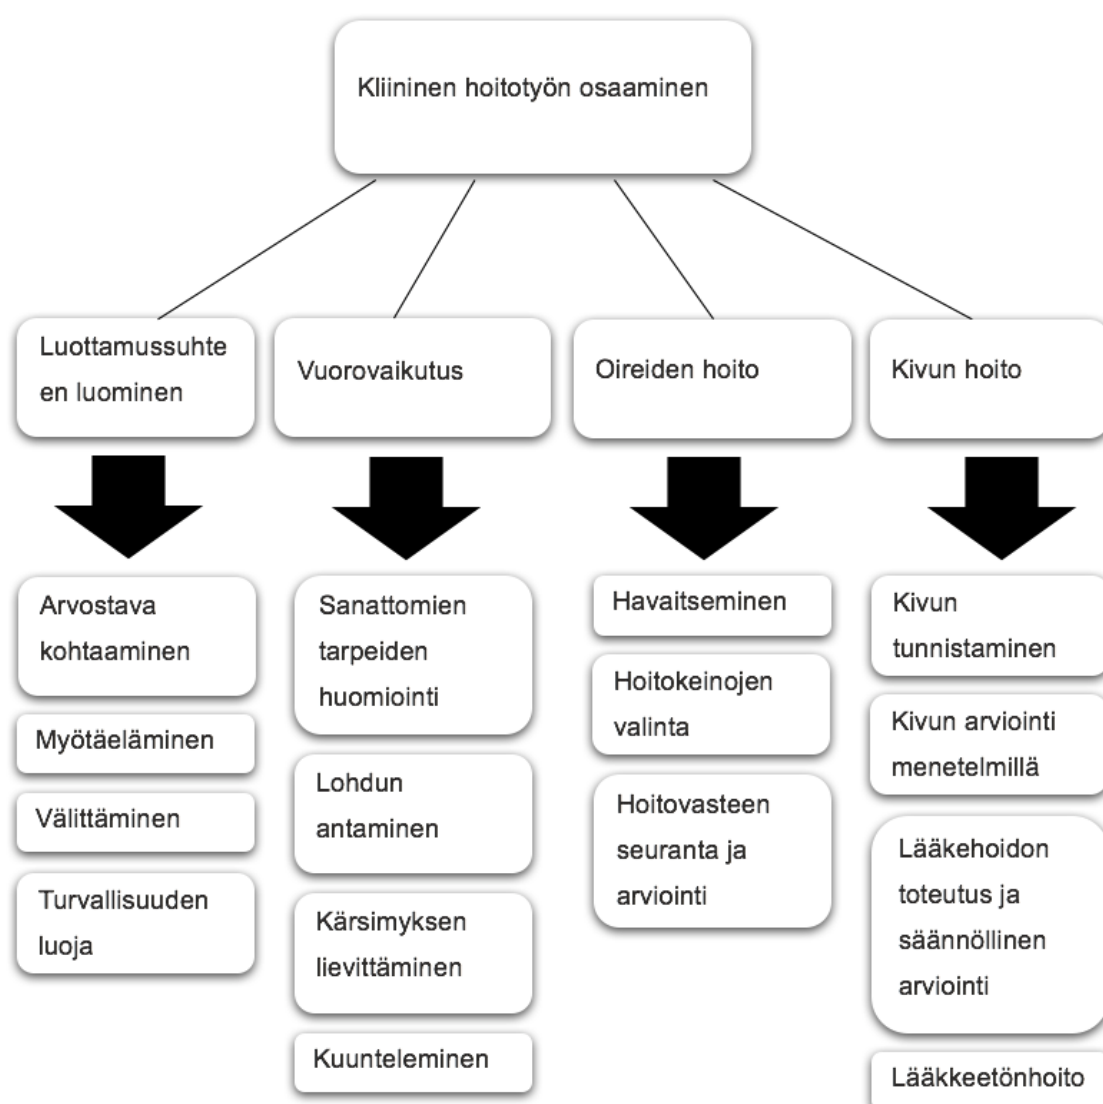 Kliininen hoitotyön osaaminen
Luottamussuhte
en luominen
Vuorovaikutus
Oireiden hoito
Kivun hoito
Arvostava
kohtaaminen
Myötäeläminen
Välittäminen
Turvallisuuden
luoja
Sanattomien
tarpeiden
huomiointi
Lohdun
antaminen
Kärsimyksen
lievittäminen
Kuunteleminen
Havaitseminen
Hoitokeinojen
valinta
Hoitovasteen
seuranta ja
arviointi
Kivun
tunnistaminen
Kivun arviointi
menetelmillä
Lääkehoidon
toteutus ja
säännöllinen
arviointi
Lääkkeetönhoito